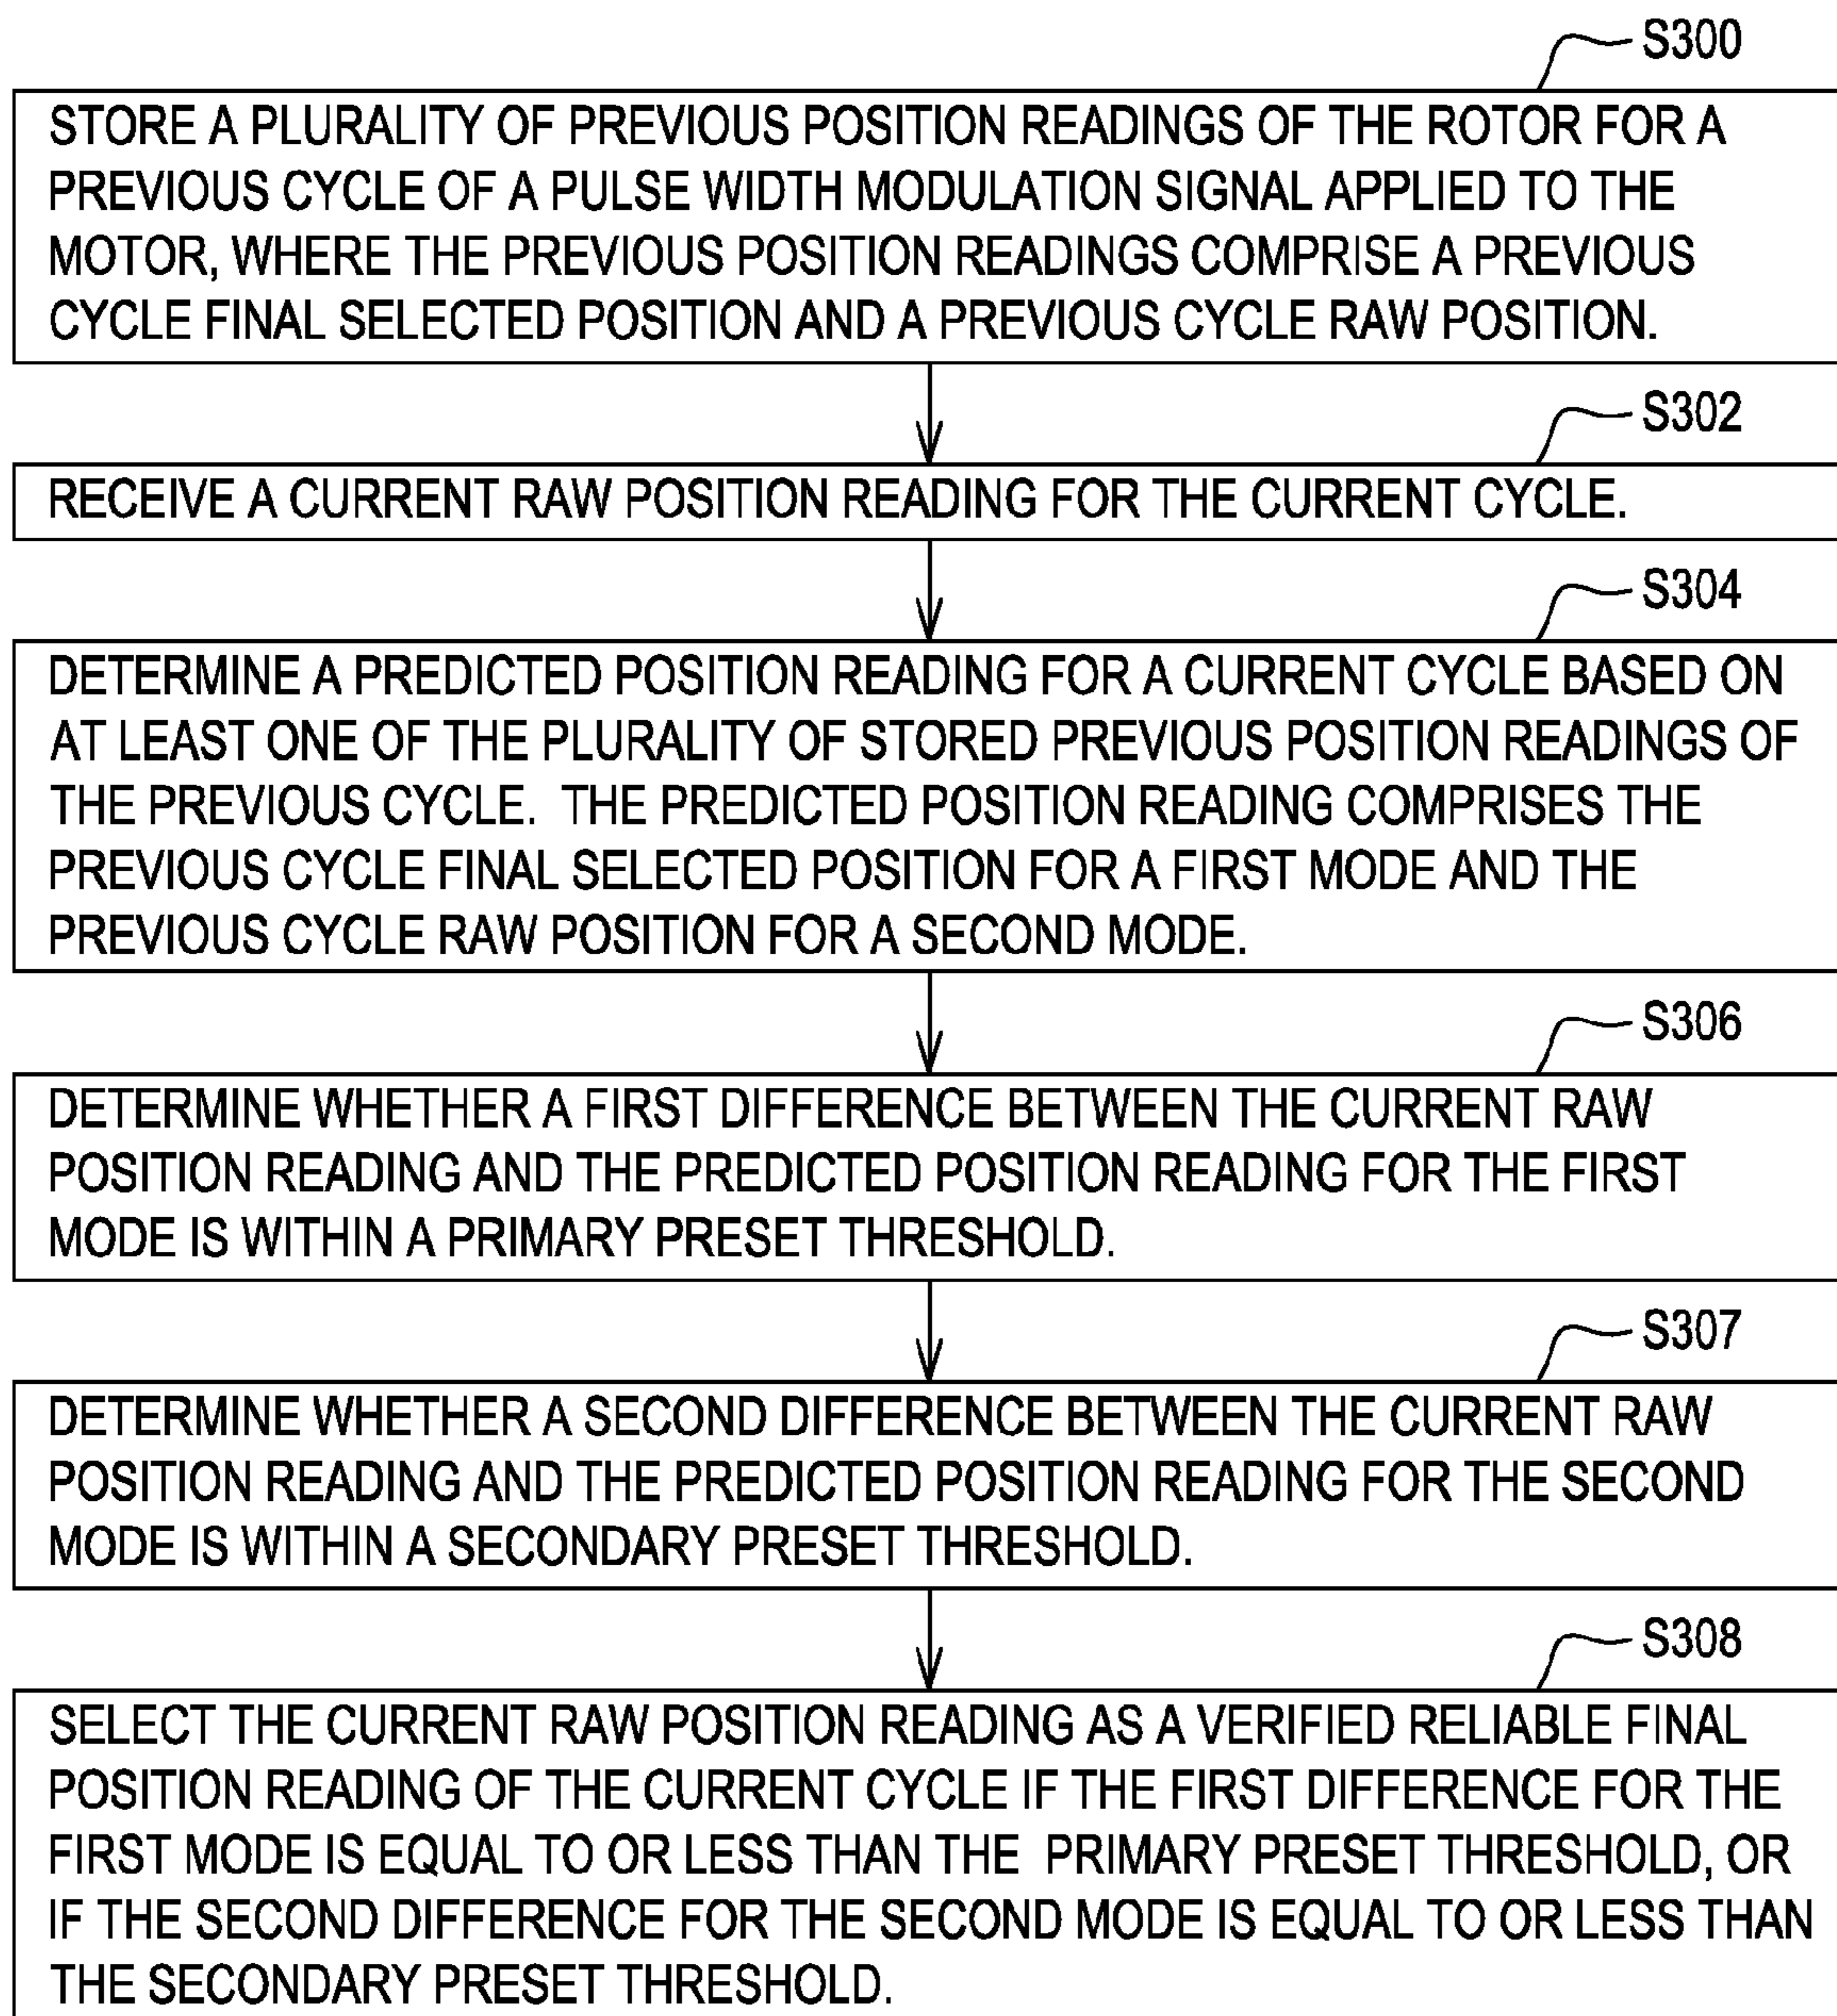 S300
STORE A PLURALITY OF PREVIOUS POSITION READINGS OF THE ROTOR FOR A
PREVIOUS CYCLE OF A PULSE WIDTH MODULATION SIGNAL APPLIED TO THE
MOTOR, WHERE THE PREVIOUS POSITION READINGS COMPRISE A PREVIOUS
CYCLE FINAL SELECTED POSITION AND A PREVIOUS CYCLE RAW POSITION.
S302
RECEIVE A CURRENT RAW POSITION READING FOR THE CURRENT CYCLE.
S304
DETERMINE A PREDICTED POSITION READING FOR A CURRENT CYCLE BASED ON
AT LEAST ONE OF THE PLURALITY OF STORED PREVIOUS POSITION READINGS OF
THE PREVIOUS CYCLE. THE PREDICTED POSITION READING COMPRISES THE
PREVIOUS CYCLE FINAL SELECTED POSITION FOR A FIRST MODE AND THE
PREVIOUS CYCLE RAW POSITION FOR A SECOND MODE.
S306
DETERMINE WHETHER A FIRST DIFFERENCE BETWEEN THE CURRENT RAW
POSITION READING AND THE PREDICTED POSITION READING FOR THE FIRST
MODE IS WITHIN A PRIMARY PRESET THRESHOLD.
S307
DETERMINE WHETHER A SECOND DIFFERENCE BETWEEN THE CURRENT RAW
POSITION READING AND THE PREDICTED POSITION READING FOR THE SECOND
MODE IS WITHIN A SECONDARY PRESET THRESHOLD.
S308
SELECT THE CURRENT RAW POSITION READING AS A VERIFIED RELIABLE FINAL
POSITION READING OF THE CURRENT CYCLE IF THE FIRST DIFFERENCE FOR THE
FIRST MODE IS EQUAL TO OR LESS THAN THE PRIMARY PRESET THRESHOLD, OR
IF THE SECOND DIFFERENCE FOR THE SECOND MODE IS EQUAL TO OR LESS THAN
THE SECONDARY PRESET THRESHOLD.